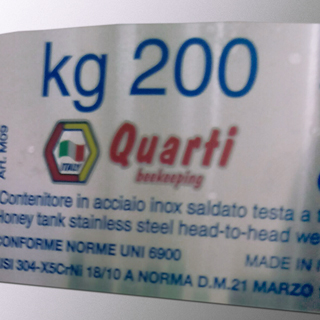 kg 200
Art. M09
ITALY
Quarti
beekeeping
Contenitore in acciaio inox saldato testa a
Honey tank stainless steel head-to-head
CONFORME NORME UNI 6900
MADE IN
304-X5CrNi 18/10 A NORMA D.M.21 MARZO